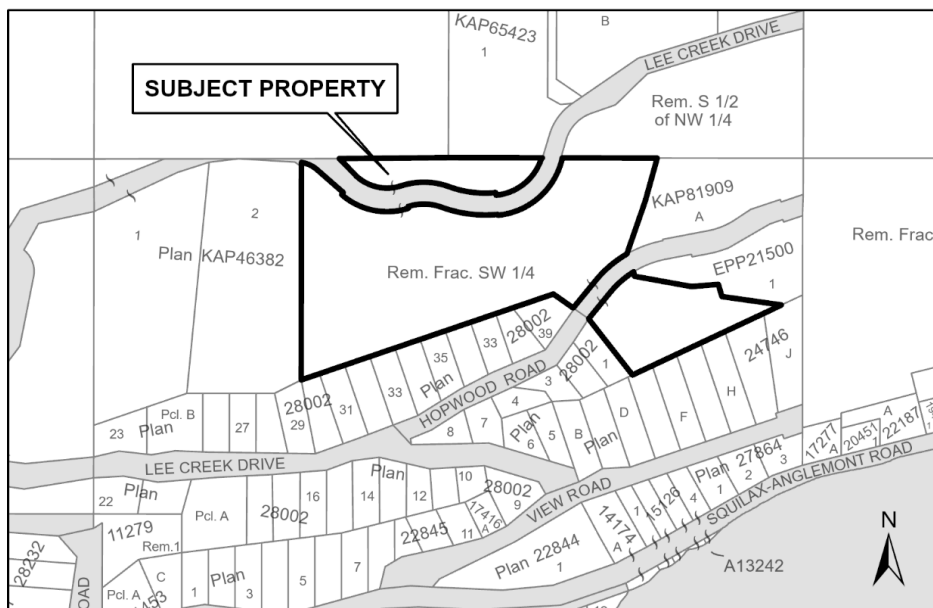 KAP65423
1
B
LEE CREEK DRIVE
SUBJECT PROPERTY
Rem. S 1/2
of NW 1/4
KAP81909
A
1
2
Plan KAP46382
Rem. Frac. SW 1/4
Rem. Frac
EPP21500
1
28002
39
33
35
33
31
28002
29
Plan
HOPWOOD ROAD
28002
1
3
4
24746
J
H
F
D
Plan
B
5
6
Plan
7
8
Pcl. B
23
Plan
27
LEE CREEK DRIVE
22
Plan
Pcl. A
28002
16
14
Plan
12
10
28002
9
17416
A
11
22845
VIEW ROAD
Plan 27864
3
2
1
4
15126
1
14174
A
SQUILAX-ANGLEMONT ROAD
17277
A
20451
1
A
22187
11279
Rem.1
28232
ROAD
C
Pcl. A
1
Plan
3
5
7
Plan 22844
1
A13242
N